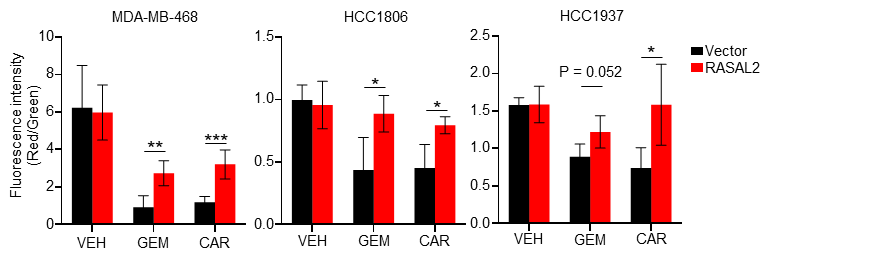 MDA-MB-468
HCC1806
HCC1937
Fluorescence intensity
(Red/Green)
10
8
6
4
2
0
**
***
VEH
GEM
CAR
1.5
1.0
0.5
0.0
*
*
VEH
GEM
CAR
2.5
2.0
1.5
1.0
0.5
0.0
P = 0.052
*
VEH
GEM
CAR
Vector
RASAL2